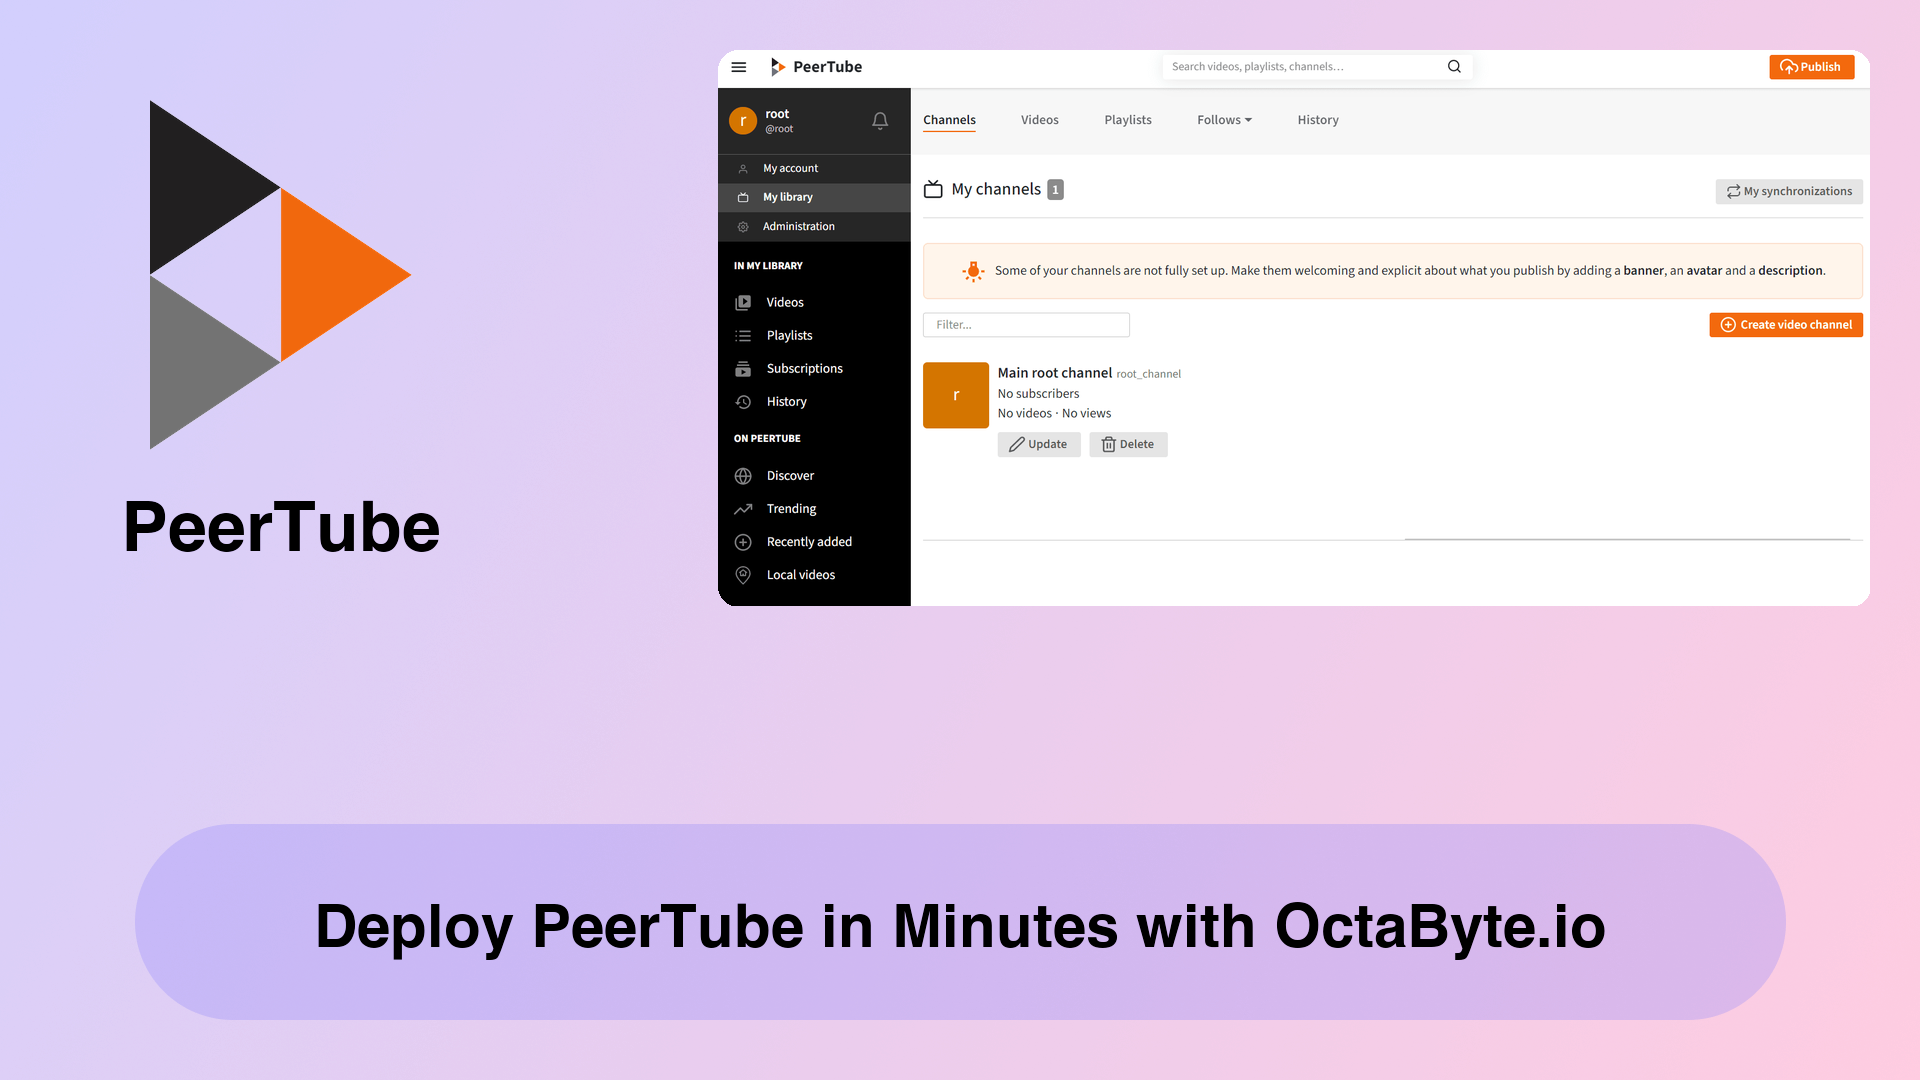 PeerTube
PeerTube
Search videos, playlists, channels...
Publish
r
root
@root
My account
My library
Administration
IN MY LIBRARY
Videos
Playlists
Subscriptions
History
ON PEERTUBE
Discover
Trending
Recently added
Local videos
Channels
Videos
Playlists
Follows
History
My channels 1
My synchronizations
Some of your channels are not fully set up. Make them welcoming and explicit about what you publish by adding a banner, an avatar and a description.
Filter...
Create video channel
r
Main root channel root_channel
No subscribers
No videos · No views
Update
Delete
Deploy PeerTube in Minutes with OctaByte.io